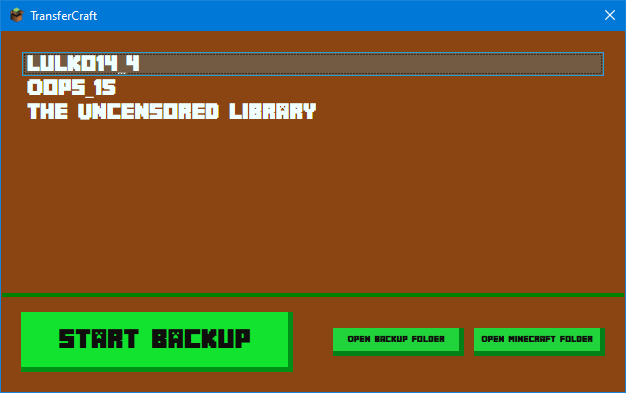 TransferCraft
LULKO14_4
OOPS_15
THE UNCENSORED LIBRARY
START BACKUP
OPEN BACKUP FOLDER
OPEN MINECRAFT FOLDER